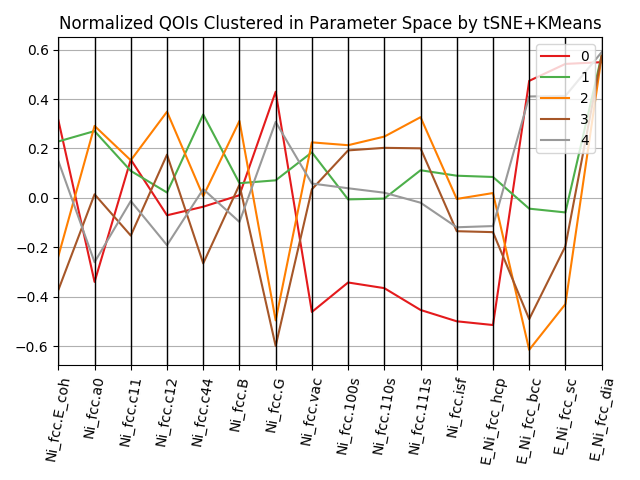 Normalized QOIs Clustered in Parameter Space by tSNE+KMeans
0.6
0.4
0.2
0.0
−0.2
−0.4
−0.6
0
1
2
3
4
Ni_fcc.E_coh
Ni_fcc.a0
Ni_fcc.c11
Ni_fcc.c12
Ni_fcc.c44
Ni_fcc.B
Ni_fcc.G
Ni_fcc.vac
Ni_fcc.100s
Ni_fcc.110s
Ni_fcc.111s
Ni_fcc.isf
E_Ni_fcc_hcp
E_Ni_fcc_bcc
E_Ni_fcc_sc
E_Ni_fcc_dia